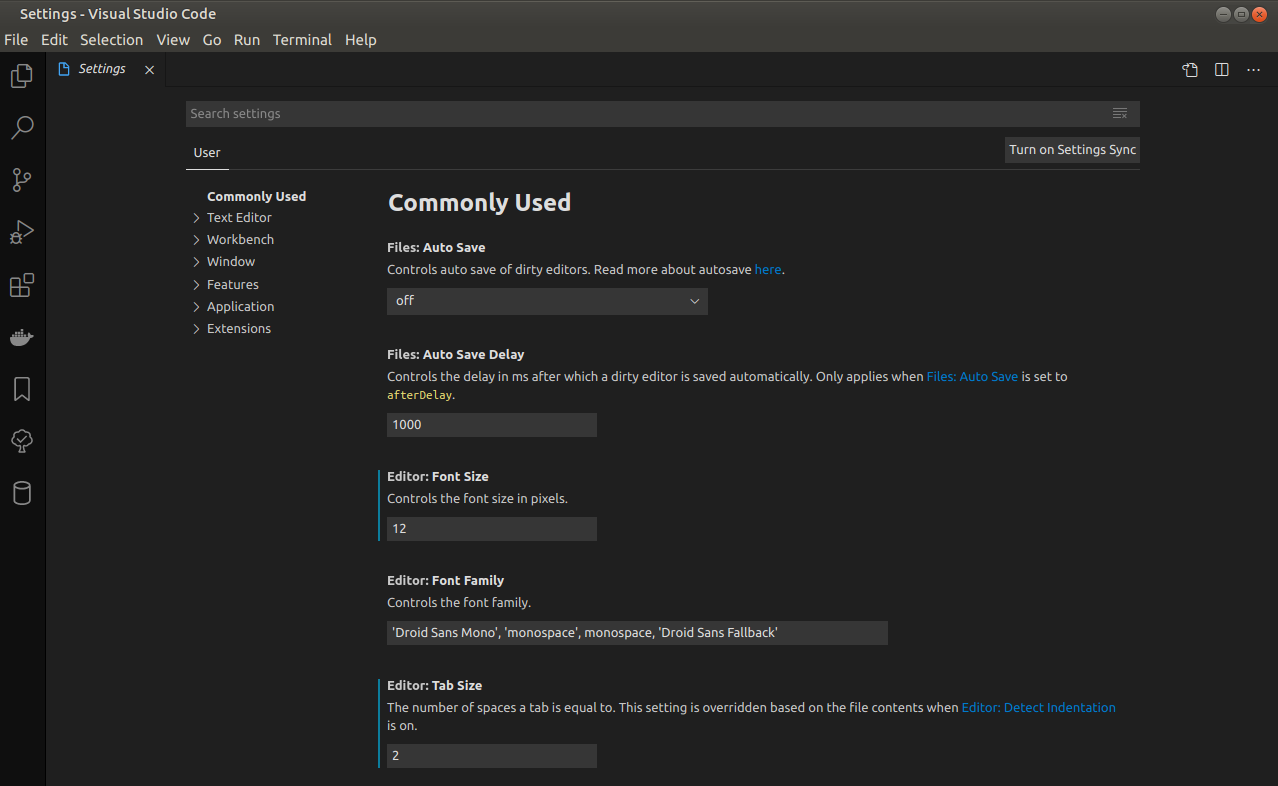 Settings - Visual Studio Code
File Edit Selection View Go Run Terminal Help
Settings
Search settings
User
Turn on Settings Sync
Commonly Used
Text Editor
Workbench
Window
Features
Application
Extensions
Commonly Used
Files: Auto Save
Controls auto save of dirty editors. Read more about autosave here.
off
Files: Auto Save Delay
Controls the delay in ms after which a dirty editor is saved automatically. Only applies when Files: Auto Save is set to
afterDelay.
1000
Editor: Font Size
Controls the font size in pixels.
12
Editor: Font Family
Controls the font family.
'Droid Sans Mono', 'monospace', monospace, 'Droid Sans Fallback'
Editor: Tab Size
The number of spaces a tab is equal to. This setting is overridden based on the file contents when Editor: Detect Indentation
is on.
2